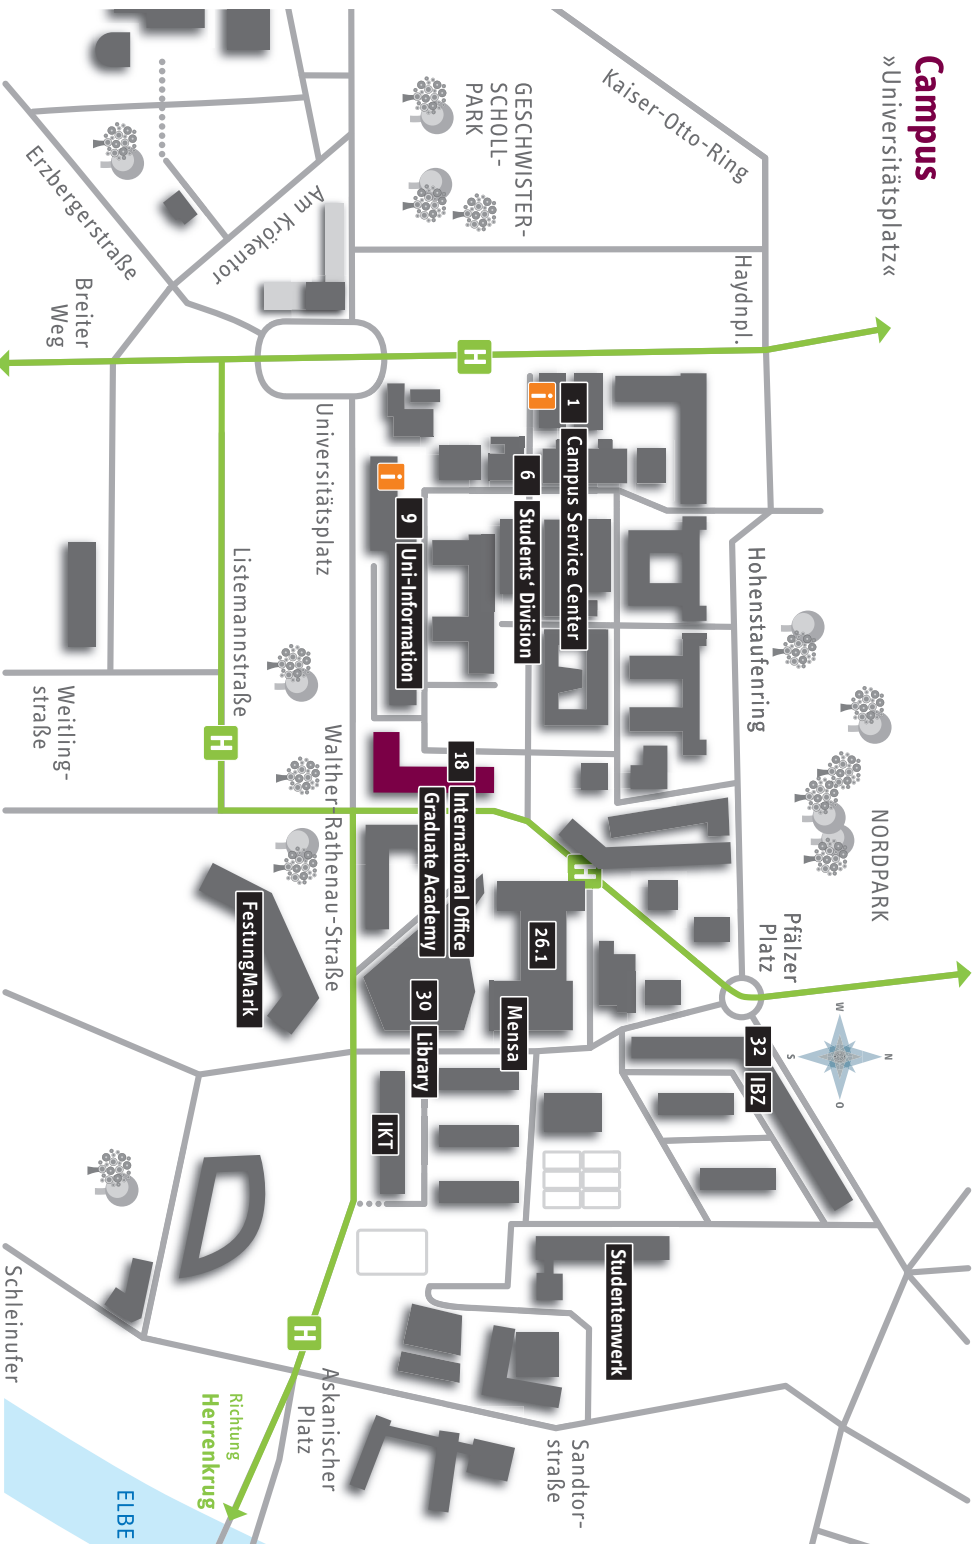 Campus
»Universitätsplatz«
Kaiser-Otto-Ring
GESCHWISTER-
SCHOLL-
PARK
Haydnpl.
Am Krökentor
Erzbergerstraße
Breiter
Weg
Universitätsplatz
H
i
1
Campus Service Center
6
Students‘ Division
i
9
Uni-Information
Hohenstaufenring
NORDPARK
Listemannstraße
Weitling-
straße
H
Walther-Rathenau-Straße
18
International Office
Graduate Academy
H
Pfälzer
Platz
26.1
Mensa
30
Library
FestungMark
IKT
32
IBZ
W
N
S
O
Studentenwerk
H
Askanischer
Platz
Sandtor-
straße
Schleinufer
Richtung
Herrenkrug
ELBE